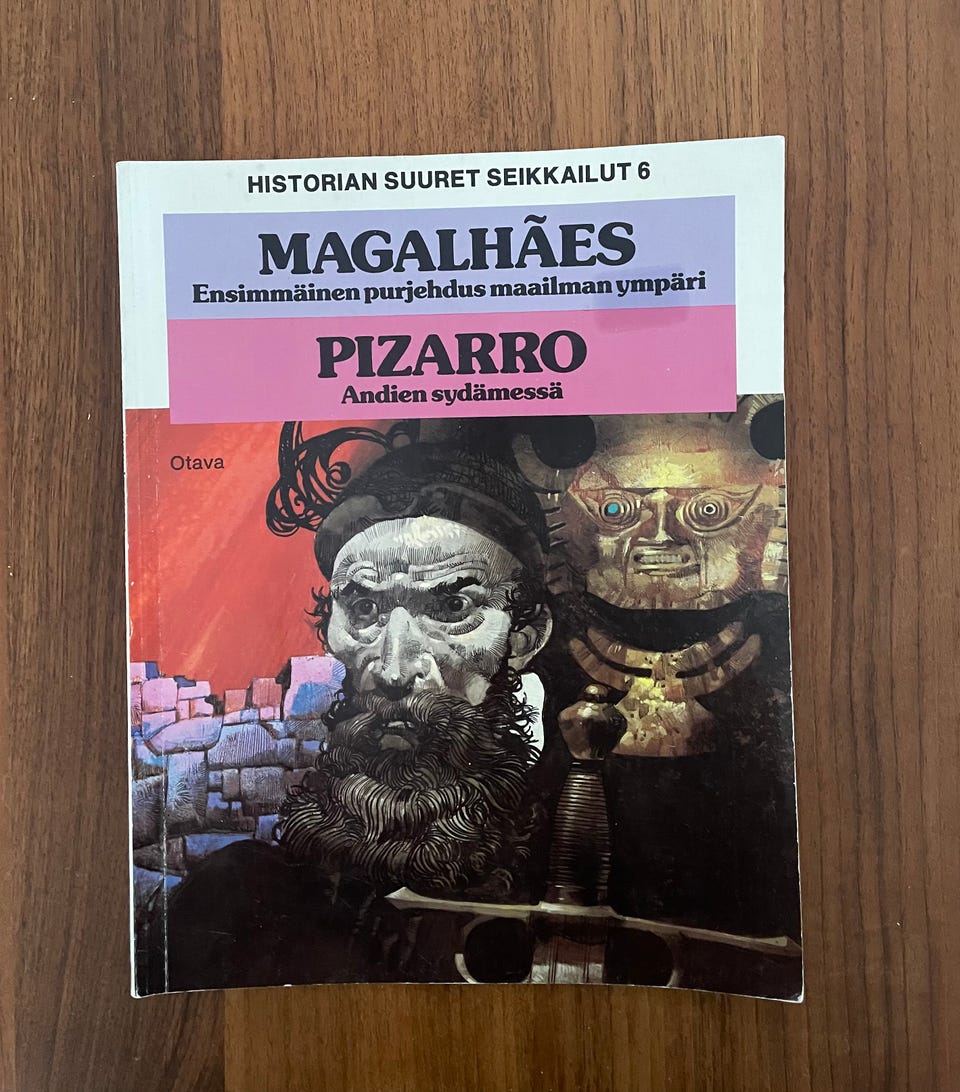 HISTORIAN SUURET SEIKKAILUT 6
MAGALHÃES
Ensimmäinen purjehdus maailman ympäri
PIZARRO
Andien sydämessä
Otava